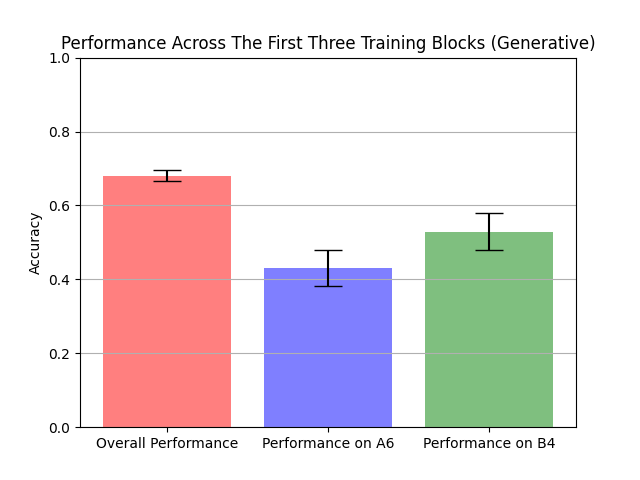 Performance Across The First Three Training Blocks (Generative)
1.0
0.8
0.6
0.4
0.2
0.0
Accuracy
Overall Performance
Performance on A6
Performance on B4